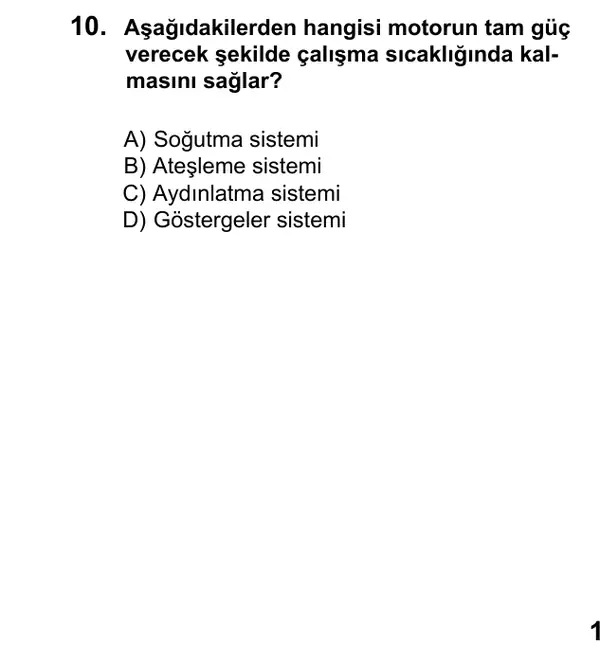 10. Aşağıdakilerden hangisi motorun tam güç
verecek şekilde çalışma sıcaklığında kal-
masını sağlar?
A) Soğutma sistemi
B) Ateşleme sistemi
C) Aydınlatma sistemi
D) Göstergeler sistemi
1